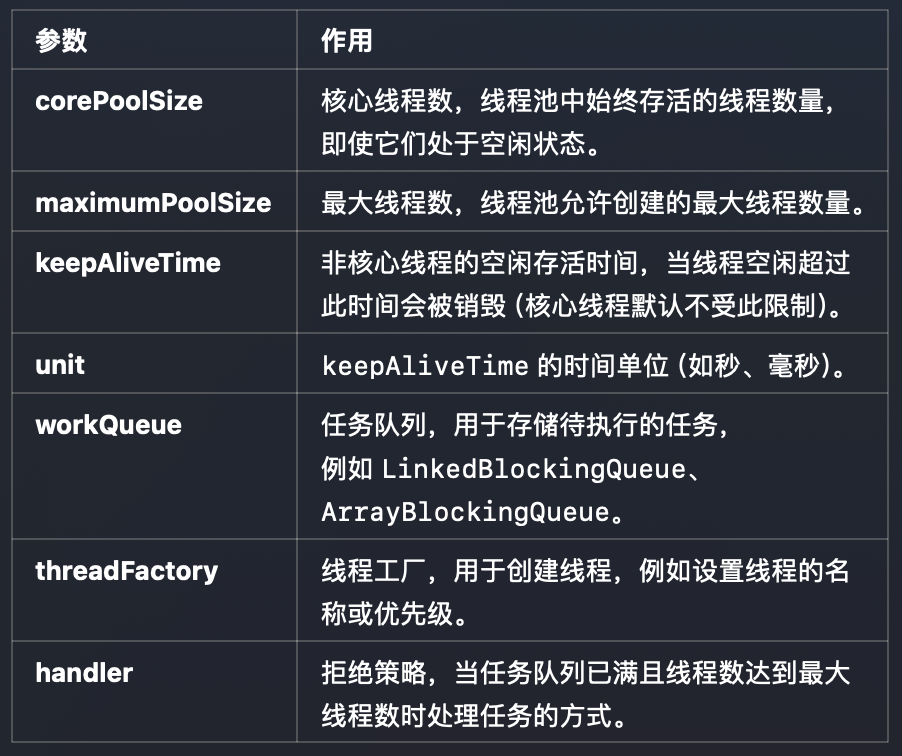 参数 作用
corePoolSize 核心线程数，线程池中始终存活的线程数量，
即使它们处于空闲状态。
maximumPoolSize 最大线程数，线程池允许创建的最大线程数量。
keepAliveTime 非核心线程的空闲存活时间，当线程空闲超过
此时间会被销毁（核心线程默认不受此限制）。
unit keepAliveTime 的时间单位（如秒、毫秒）。
workQueue 任务队列，用于存储待执行的任务，
例如 LinkedBlockingQueue、
ArrayBlockingQueue。
threadFactory 线程工厂，用于创建线程，例如设置线程的名
称或优先级。
handler 拒绝策略，当任务队列已满且线程数达到最大
线程数时处理任务的方式。